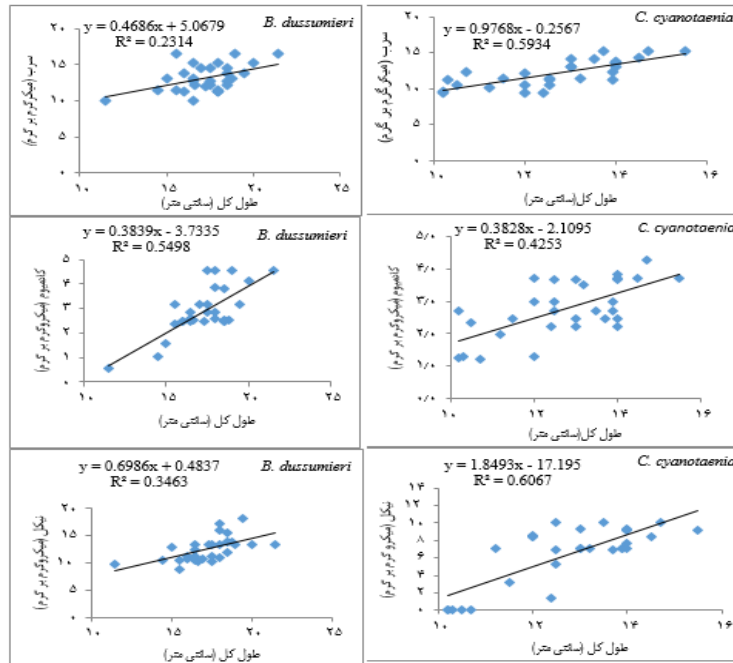 y = 0.4686x + 5.0679
R² = 0.2314
B. dussumieri
سرب (میکرگرم بر گرم)
۲۰
۱۵
۱۰
۵
۰
۱۰ ۱۵ ۲۰ ۲۵
طول کل (سانتی متر)
y = 0.9768x - 0.2567
R² = 0.5934
C. cyanotaenia
سرب (میکروگرم بر گرم)
۲۰
۱۵
۱۰
۵
۰
۱۰ ۱۲ ۱۴ ۱۶
طول کل(سانتی متر)
y = 0.3839x - 3.7335
R² = 0.5498
B. dussumieri
کادمیوم (میکروگرم بر گرم)
۵
۴
۳
۲
۱
۰
۱۰ ۱۵ ۲۰ ۲۵
طول کل (سانتی متر)
y = 0.3828x - 2.1095
R² = 0.4253
C. cyanotaenia
کادمیوم (میکروگرم بر گرم)
۵/۰
۴/۰
۳/۰
۲/۰
۱/۰
۰/۰
۱۰ ۱۲ ۱۴ ۱۶
طول کل (سانتی متر)
y = 0.6986x + 0.4837
R² = 0.3463
B. dussumieri
نیکل (میکروگرم بر گرم)
۲۰
۱۵
۱۰
۵
۰
۱۰ ۱۵ ۲۰ ۲۵
طول کل (سانتی متر)
y = 1.8493x - 17.195
R² = 0.6067
C. cyanotaenia
نیکل (میکرو گرم بر گرم)
۱۴
۱۲
۱۰
۸
۶
۴
۲
۰
۱۰ ۱۲ ۱۴ ۱۶
طول کل (سانتی متر)